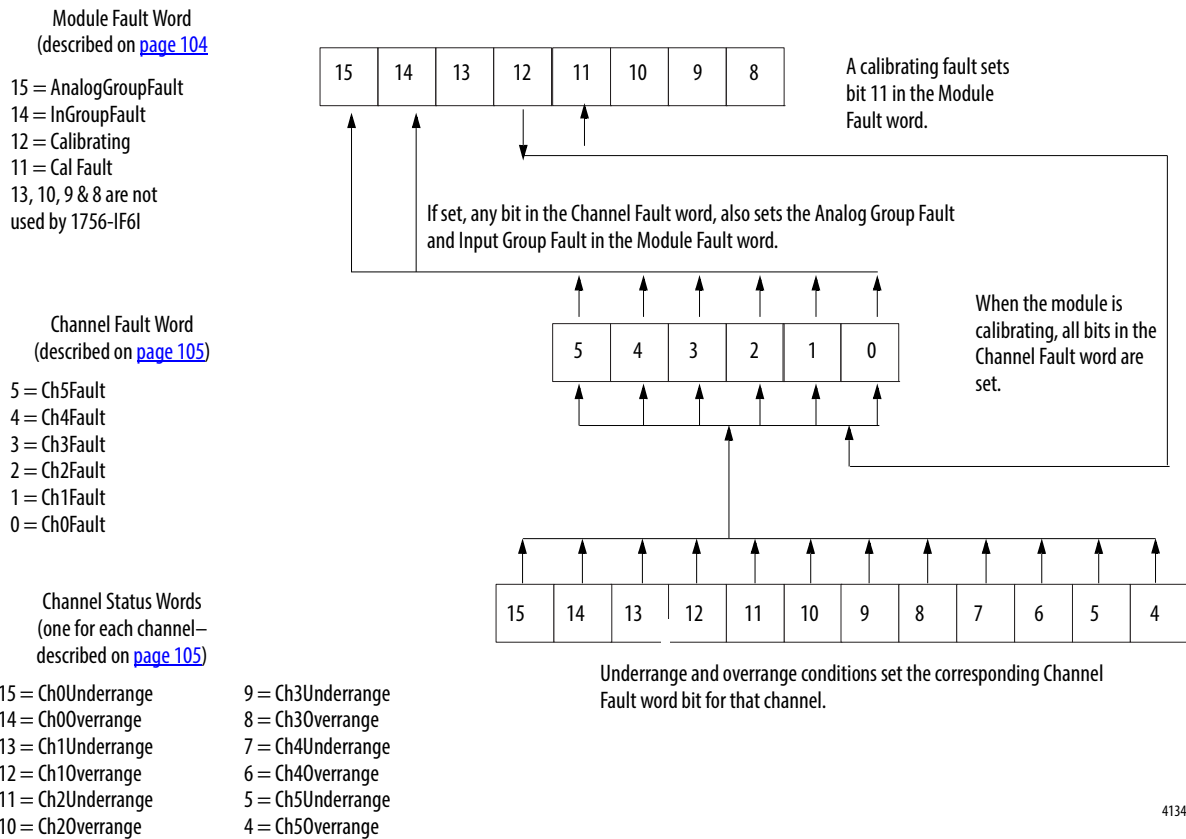 Module Fault Word
(described on page 104
15 = AnalogGroupFault
14 = InGroupFault
12 = Calibrating
11 = Cal Fault
13, 10, 9 & 8 are not
used by 1756-IF6I
15 14 13 12 11 10 9 8
A calibrating fault sets
bit 11 in the Module
Fault word.
If set, any bit in the Channel Fault word, also sets the Analog Group Fault
and Input Group Fault in the Module Fault word.
Channel Fault Word
(described on page 105)
5 = Ch5Fault
4 = Ch4Fault
3 = Ch3Fault
2 = Ch2Fault
1 = Ch1Fault
0 = Ch0Fault
5 4 3 2 1 0
When the module is
calibrating, all bits in the
Channel Fault word are
set.
Channel Status Words
(one for each channel–
described on page 105)
15 = Ch0Underrange
14 = Ch0Overrange
13 = Ch1Underrange
12 = Ch1Overrange
11 = Ch2Underrange
10 = Ch2Overrange
9 = Ch3Underrange
8 = Ch3Overrange
7 = Ch4Underrange
6 = Ch4Overrange
5 = Ch5Underrange
4 = Ch5Overrange
15 14 13 12 11 10 9 8 7 6 5 4
Underrange and overrange conditions set the corresponding Channel
Fault word bit for that channel.
4134